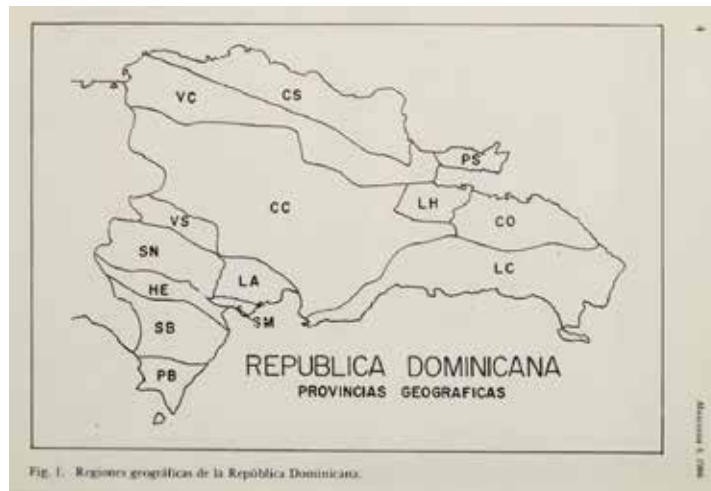 4
CS
VC
PS
LH
CC
CO
VS
SN
LC
LA
HE
SM
SB
PB
REPUBLICA DOMINICANA
PROVINCIAS GEOGRAFICAS
Fig. 1. Regiones geográficas de la República Dominicana.